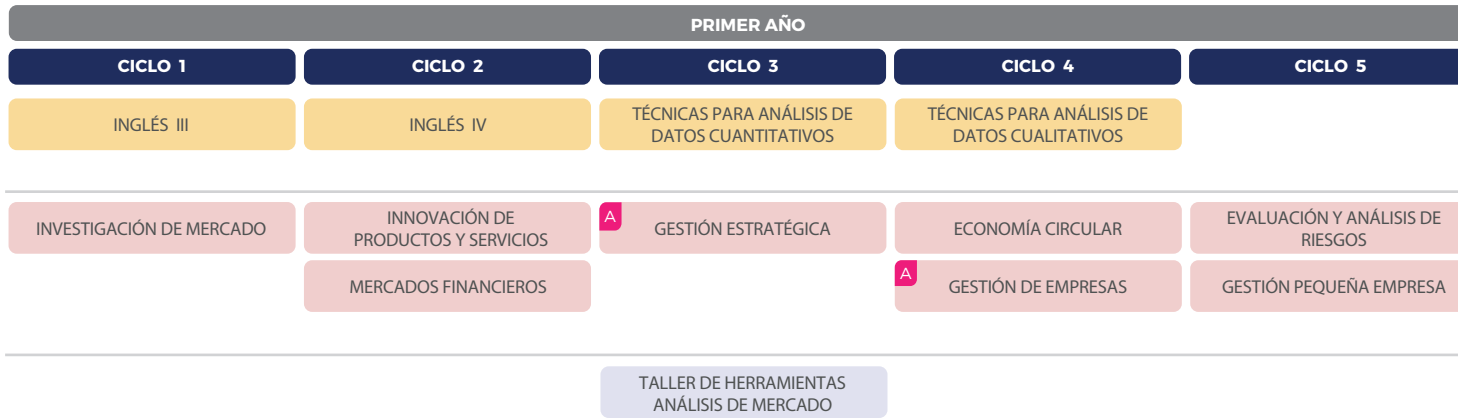 PRIMER AÑO
CICLO 1
CICLO 2
CICLO 3
CICLO 4
CICLO 5
INGLÉS III
INGLÉS IV
TÉCNICAS PARA ANÁLISIS DE
DATOS CUANTITATIVOS
TÉCNICAS PARA ANÁLISIS DE
DATOS CUALITATIVOS
INVESTIGACIÓN DE MERCADO
INNOVACIÓN DE
PRODUCTOS Y SERVICIOS
A
GESTIÓN ESTRATÉGICA
ECONOMÍA CIRCULAR
EVALUACIÓN Y ANÁLISIS DE
RIESGOS
MERCADOS FINANCIEROS
A
GESTIÓN DE EMPRESAS
GESTIÓN PEQUEÑA EMPRESA
TALLER DE HERRAMIENTAS
ANÁLISIS DE MERCADO